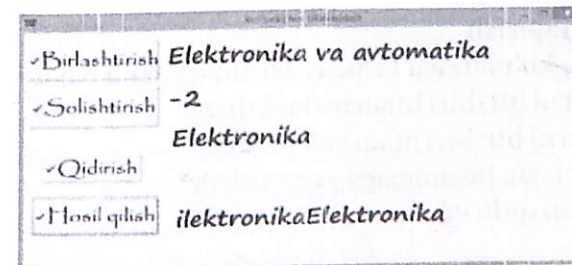 ✓Birlashtirish Elektronika va avtomatika
✓Solishtirish -2
Elektronika
✓Qidirish
✓Hosil qilish ilektronikaElektronika